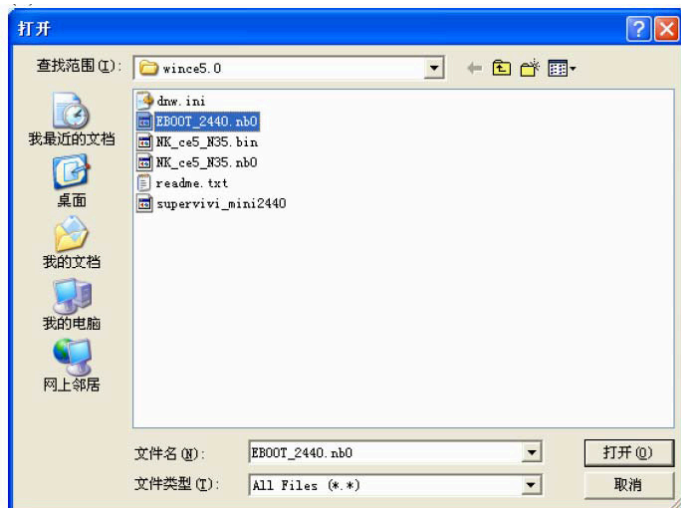 打开
查找范围(I):
wince5.0
我最近的文档
桌面
我的文档
我的电脑
网上邻居
dnw.ini
EBOOT_2440.nb0
NK_ce5_N35.bin
NK_ce5_N35.nb0
readme.txt
supervivi_mini2440
文件名(N):
EBOOT_2440.nb0
打开(O)
文件类型(T):
All Files (*.*)
取消